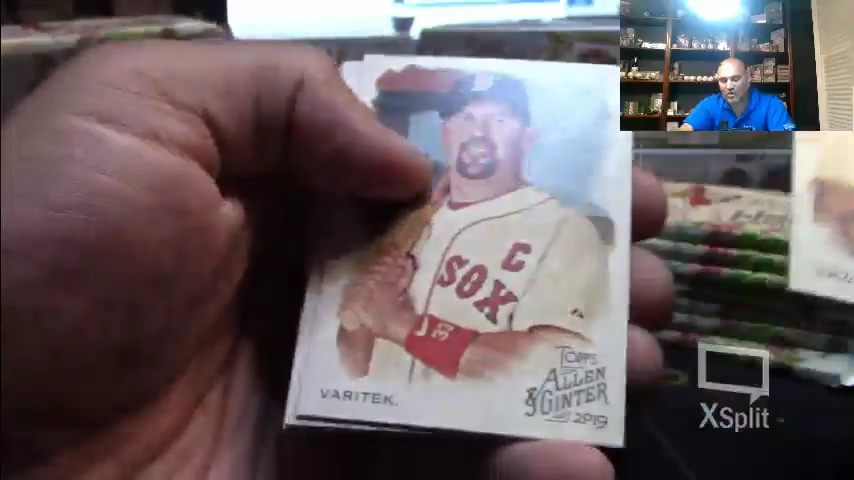 C
SOX
VARITEK
TOPPS
ALLEN
& GINTER
2019
XSplit